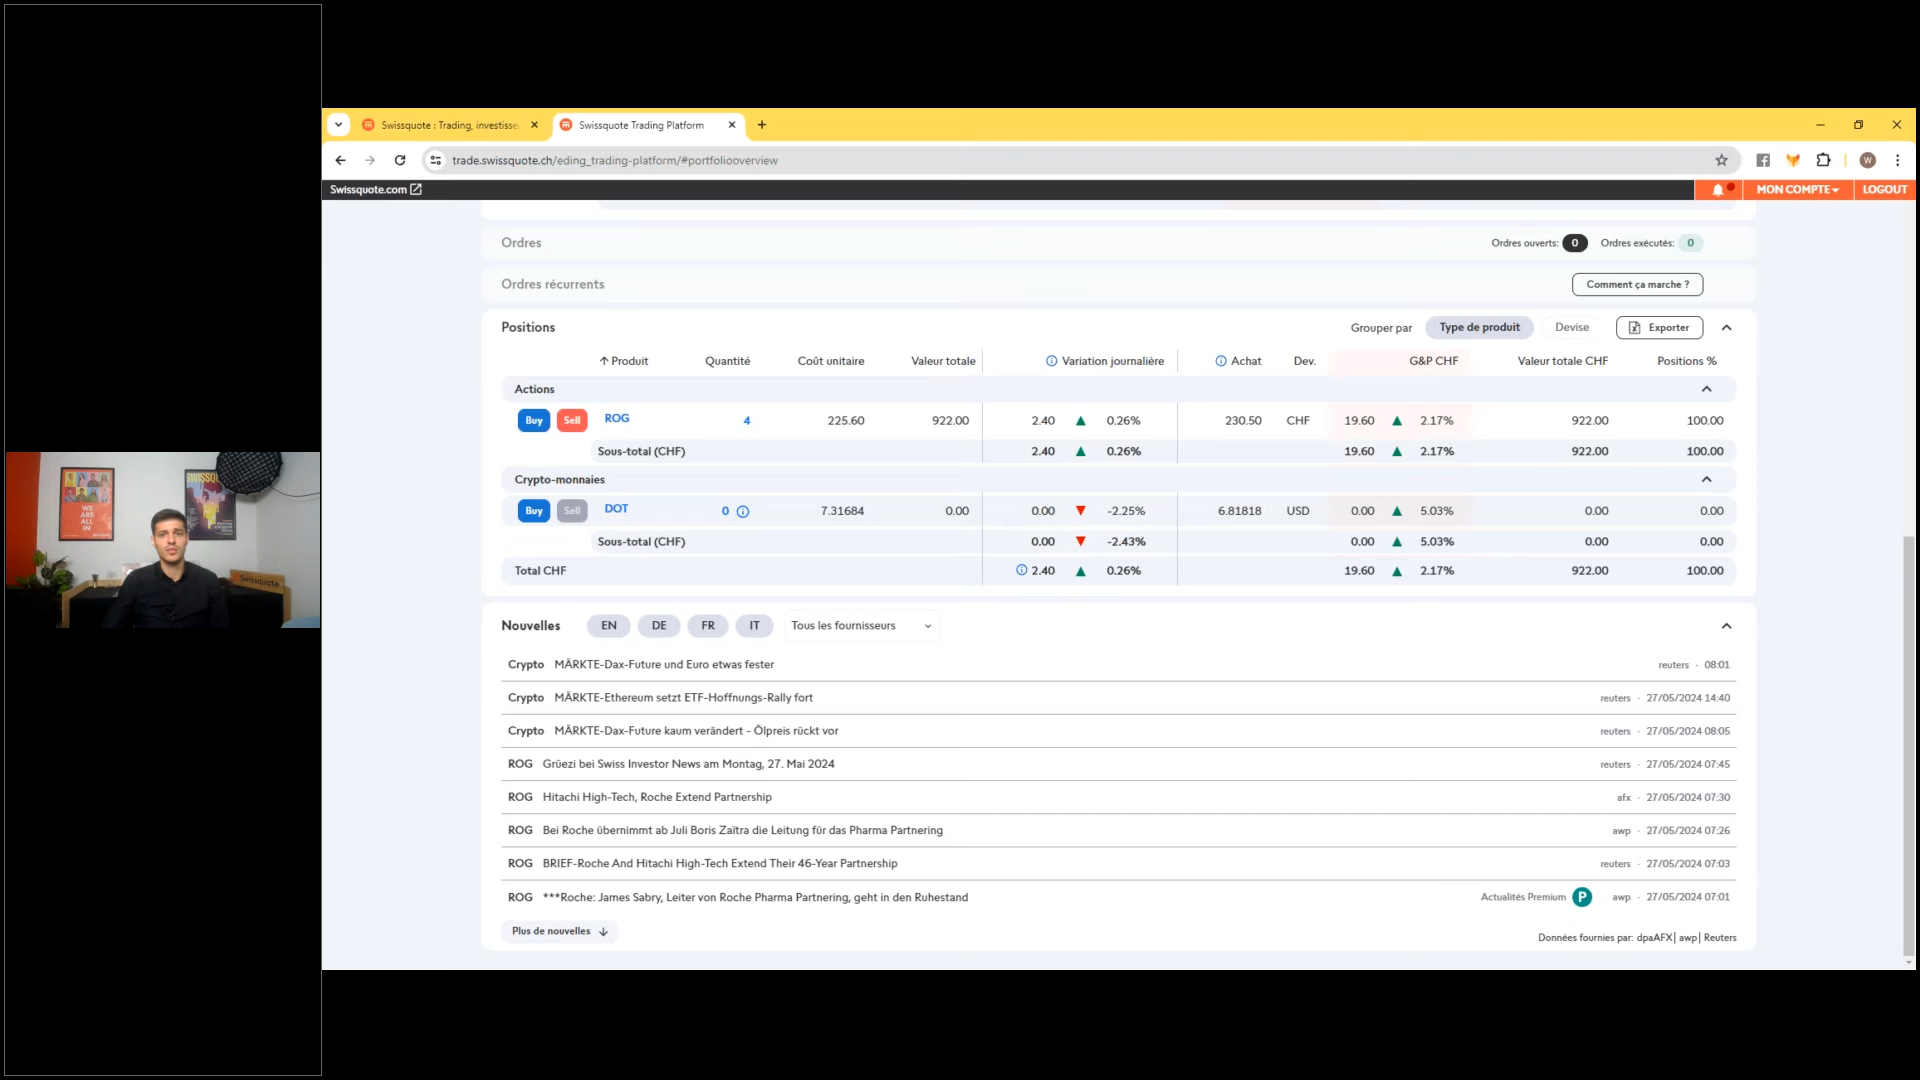 WE
ARE
ALL
IN
SWISSQU
Swissquote
Swissquote : Trading, investisse
Swissquote Trading Platform
trade.swissquote.ch/eding_trading-platform/#portfoliooverview
W
Swissquote.com
MON COMPTE
LOGOUT
Ordres
Ordres ouverts: 0
Ordres exécutés: 0
Ordres récurrents
Comment ça marche ?
Positions
Grouper par
Type de produit
Devise
Exporter
Produit Quantité Coût unitaire Valeur totale Variation journalière Achat Dev. G&P CHF Valeur totale CHF Positions %
Actions
Buy Sell ROG 4 225.60 922.00 2.40 0.26% 230.50 CHF 19.60 2.17% 922.00 100.00
Sous-total (CHF) 2.40 0.26% 19.60 2.17% 922.00 100.00
Crypto-monnaies
Buy Sell DOT 0 7.31684 0.00 0.00 -2.25% 6.81818 USD 0.00 5.03% 0.00 0.00
Sous-total (CHF) 0.00 -2.43% 0.00 5.03% 0.00 0.00
Total CHF 2.40 0.26% 19.60 2.17% 922.00 100.00
Nouvelles EN DE FR IT Tous les fournisseurs
Crypto MÄRKTE-Dax-Future und Euro etwas fester reuters - 08:01
Crypto MÄRKTE-Ethereum setzt ETF-Hoffnungs-Rally fort reuters - 27/05/2024 14:40
Crypto MÄRKTE-Dax-Future kaum verändert - Ölpreis rückt vor reuters - 27/05/2024 08:05
ROG Grüezi bei Swiss Investor News am Montag, 27. Mai 2024 reuters - 27/05/2024 07:45
ROG Hitachi High-Tech, Roche Extend Partnership afx - 27/05/2024 07:30
ROG Bei Roche übernimmt ab Juli Boris Zaïtra die Leitung für das Pharma Partnering awp - 27/05/2024 07:26
ROG BRIEF-Roche And Hitachi High-Tech Extend Their 46-Year Partnership reuters - 27/05/2024 07:03
ROG ***Roche: James Sabry, Leiter von Roche Pharma Partnering, geht in den Ruhestand Actualités Premium P awp - 27/05/2024 07:01
Plus de nouvelles
Données fournies par: dpaAFX| awp| Reuters